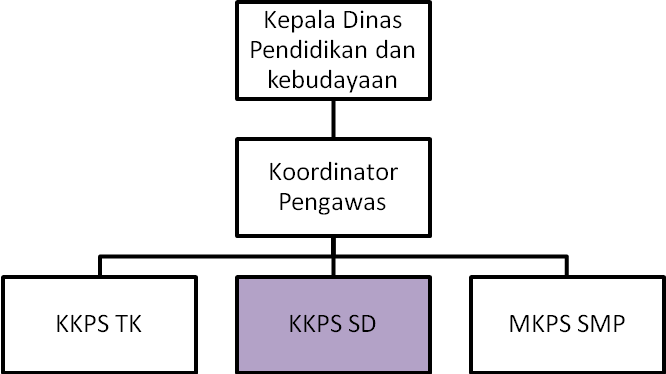 Kepala Dinas
Pendidikan dan
kebudayaan
Koordinator
Pengawas
KKPS TK
KKPS SD
MKPS SMP